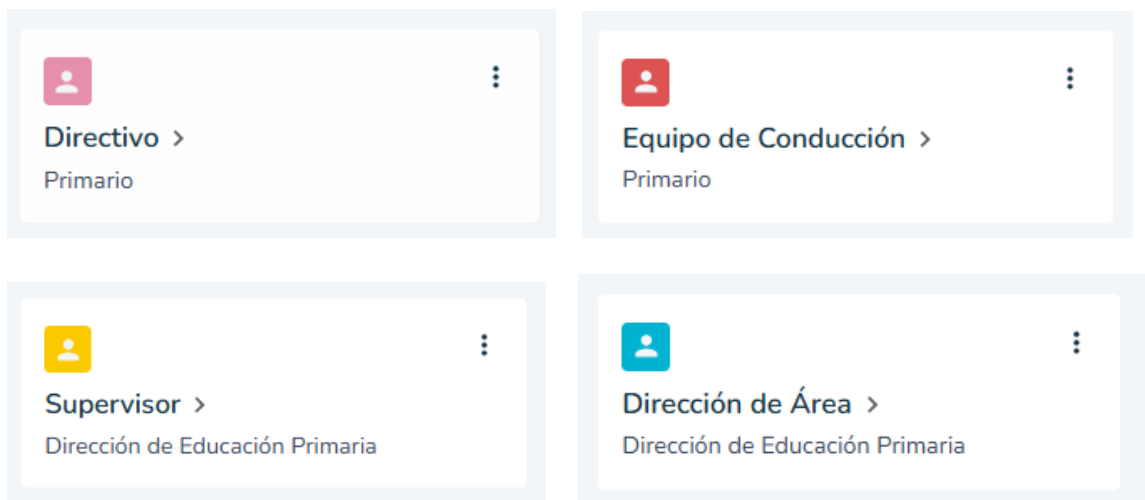 Directivo >
Primario
Equipo de Conducción >
Primario
Supervisor >
Dirección de Educación Primaria
Dirección de Área >
Dirección de Educación Primaria